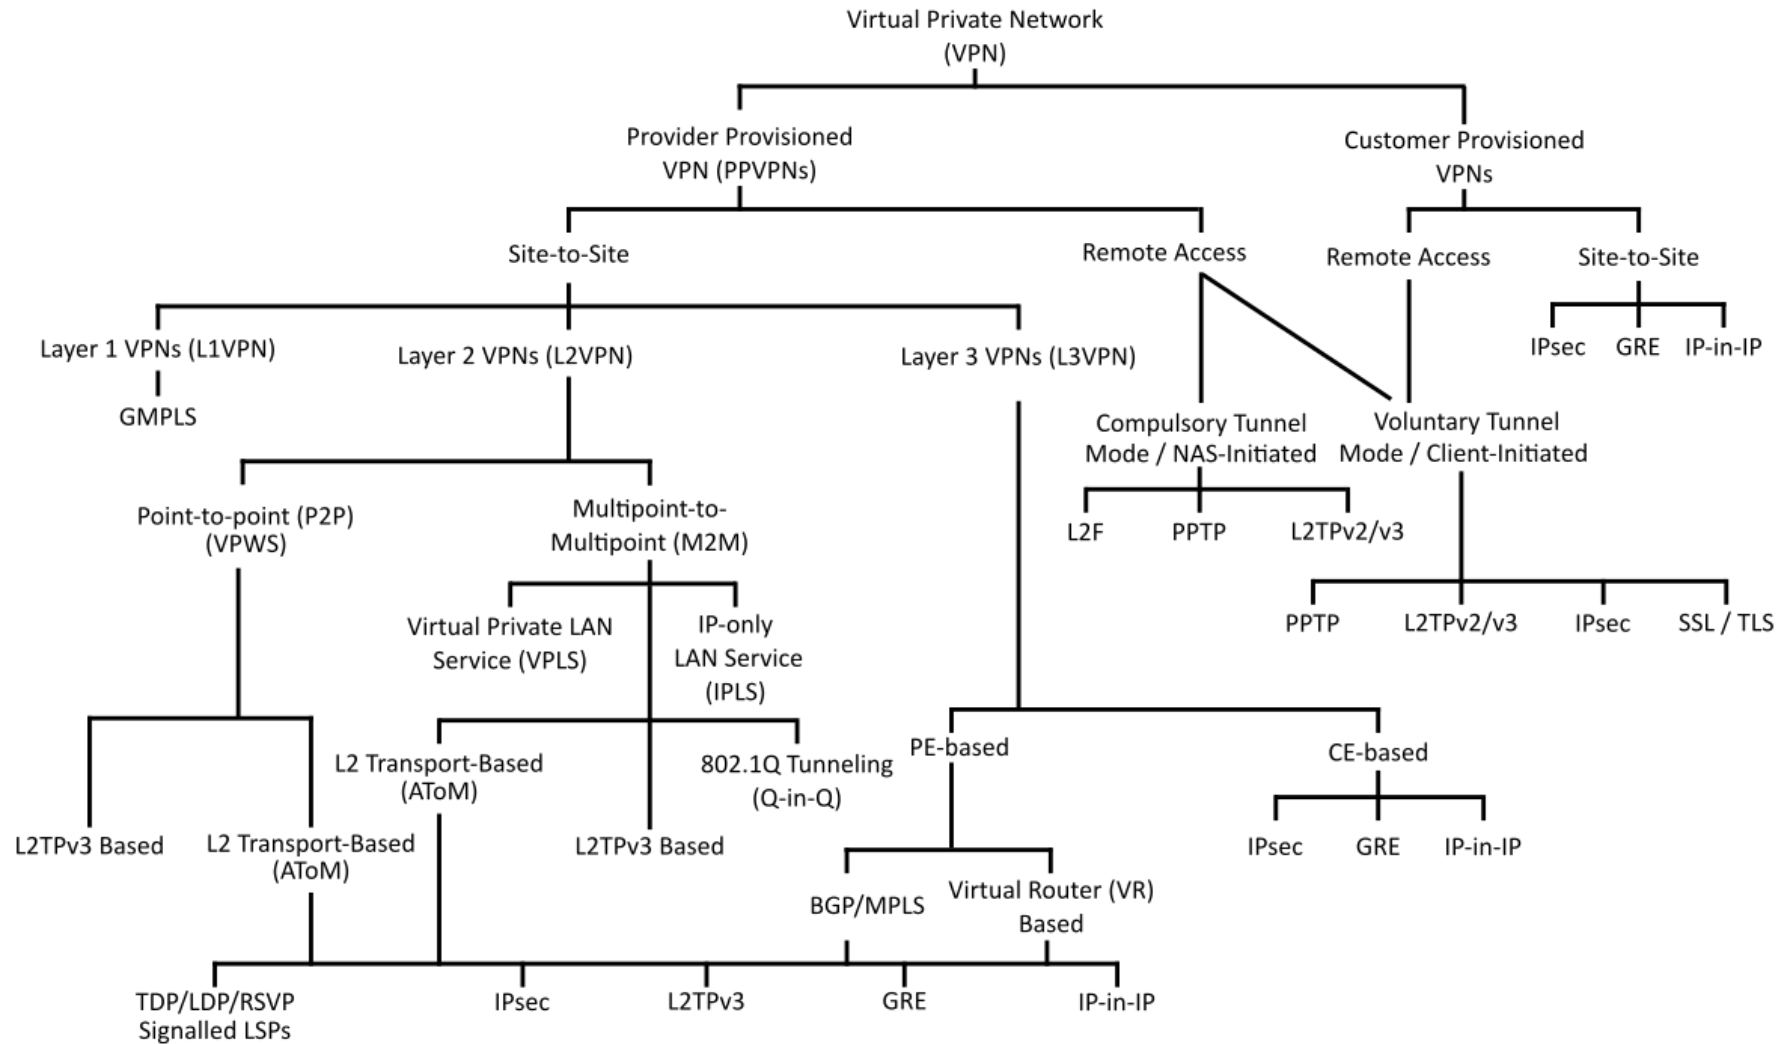 Virtual Private Network
(VPN)
Provider Provisioned
VPN (PPVPNs)
Customer Provisioned
VPNs
Site-to-Site
Remote Access
Remote Access
Site-to-Site
IPsec
GRE
IP-in-IP
Layer 1 VPNs (L1VPN)
Layer 2 VPNs (L2VPN)
Layer 3 VPNs (L3VPN)
GMPLS
Compulsory Tunnel
Mode / NAS-Initiated
Voluntary Tunnel
Mode / Client-Initiated
L2F
PPTP
L2TPv2/v3
Point-to-point (P2P)
(VPWS)
Multipoint-to-
Multipoint (M2M)
Virtual Private LAN
Service (VPLS)
IP-only
LAN Service
(IPLS)
PPTP
L2TPv2/v3
IPsec
SSL / TLS
L2 Transport-Based
(AToM)
802.1Q Tunneling
(Q-in-Q)
PE-based
CE-based
L2TPv3 Based
L2 Transport-Based
(AToM)
L2TPv3 Based
IPsec
GRE
IP-in-IP
BGP/MPLS
Virtual Router (VR)
Based
TDP/LDP/RSVP
Signalled LSPs
IPsec
L2TPv3
GRE
IP-in-IP